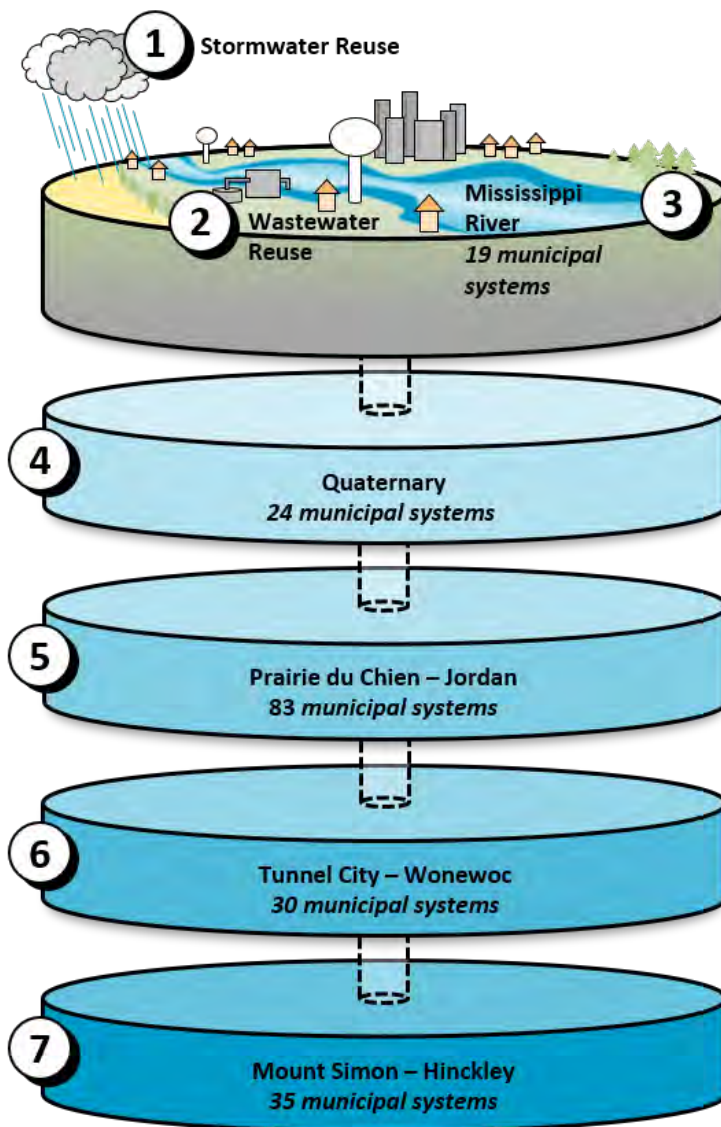 1
Stormwater Reuse
2
Wastewater
Reuse
Mississippi
River
19 municipal
systems
3
4
Quaternary
24 municipal systems
5
Prairie du Chien – Jordan
83 municipal systems
6
Tunnel City – Wonewoc
30 municipal systems
7
Mount Simon – Hinckley
35 municipal systems